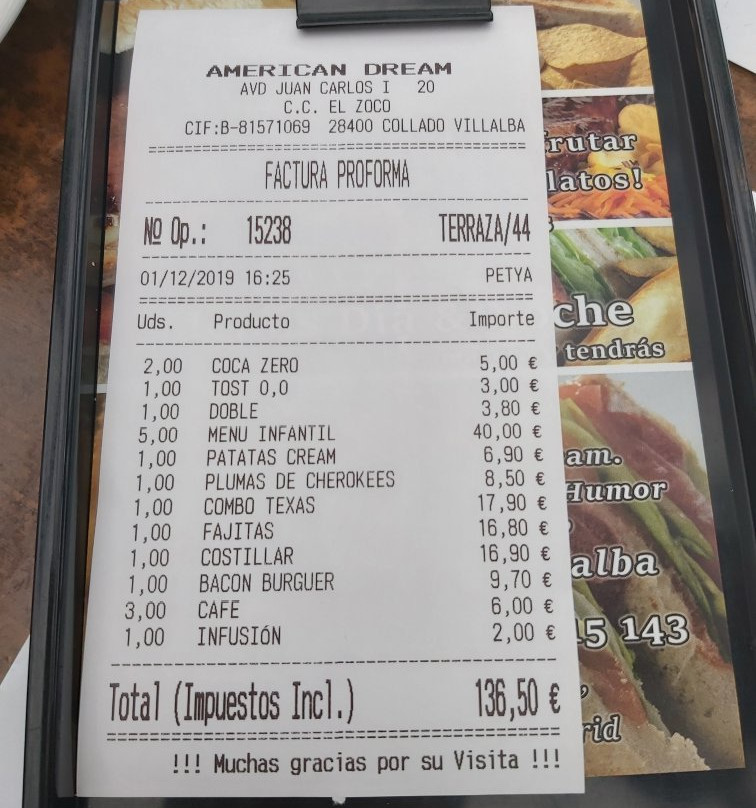 AMERICAN DREAM
AVD JUAN CARLOS I 20
C.C. EL ZOCO
CIF:B-81571069 28400 COLLADO VILLALBA
FACTURA PROFORMA
Nº Op.: 15238 TERRAZA/44
01/12/2019 16:25 PETYA
Uds. Producto Importe
2,00 COCA ZERO 5,00 €
1,00 TOST 0,0 3,00 €
1,00 DOBLE 3,80 €
5,00 MENU INFANTIL 40,00 €
1,00 PATATAS CREAM 6,90 €
1,00 PLUMAS DE CHEROKEES 8,50 €
1,00 COMBO TEXAS 17,90 €
1,00 FAJITAS 16,80 €
1,00 COSTILLAR 16,90 €
1,00 BACON BURGUER 9,70 €
3,00 CAFE 6,00 €
1,00 INFUSIÓN 2,00 €
Total (Impuestos Incl.) 136,50 €
!!! Muchas gracias por su Visita !!!
rutar
latos!
che
tendrás
am.
Humor
alba
15 143
rid